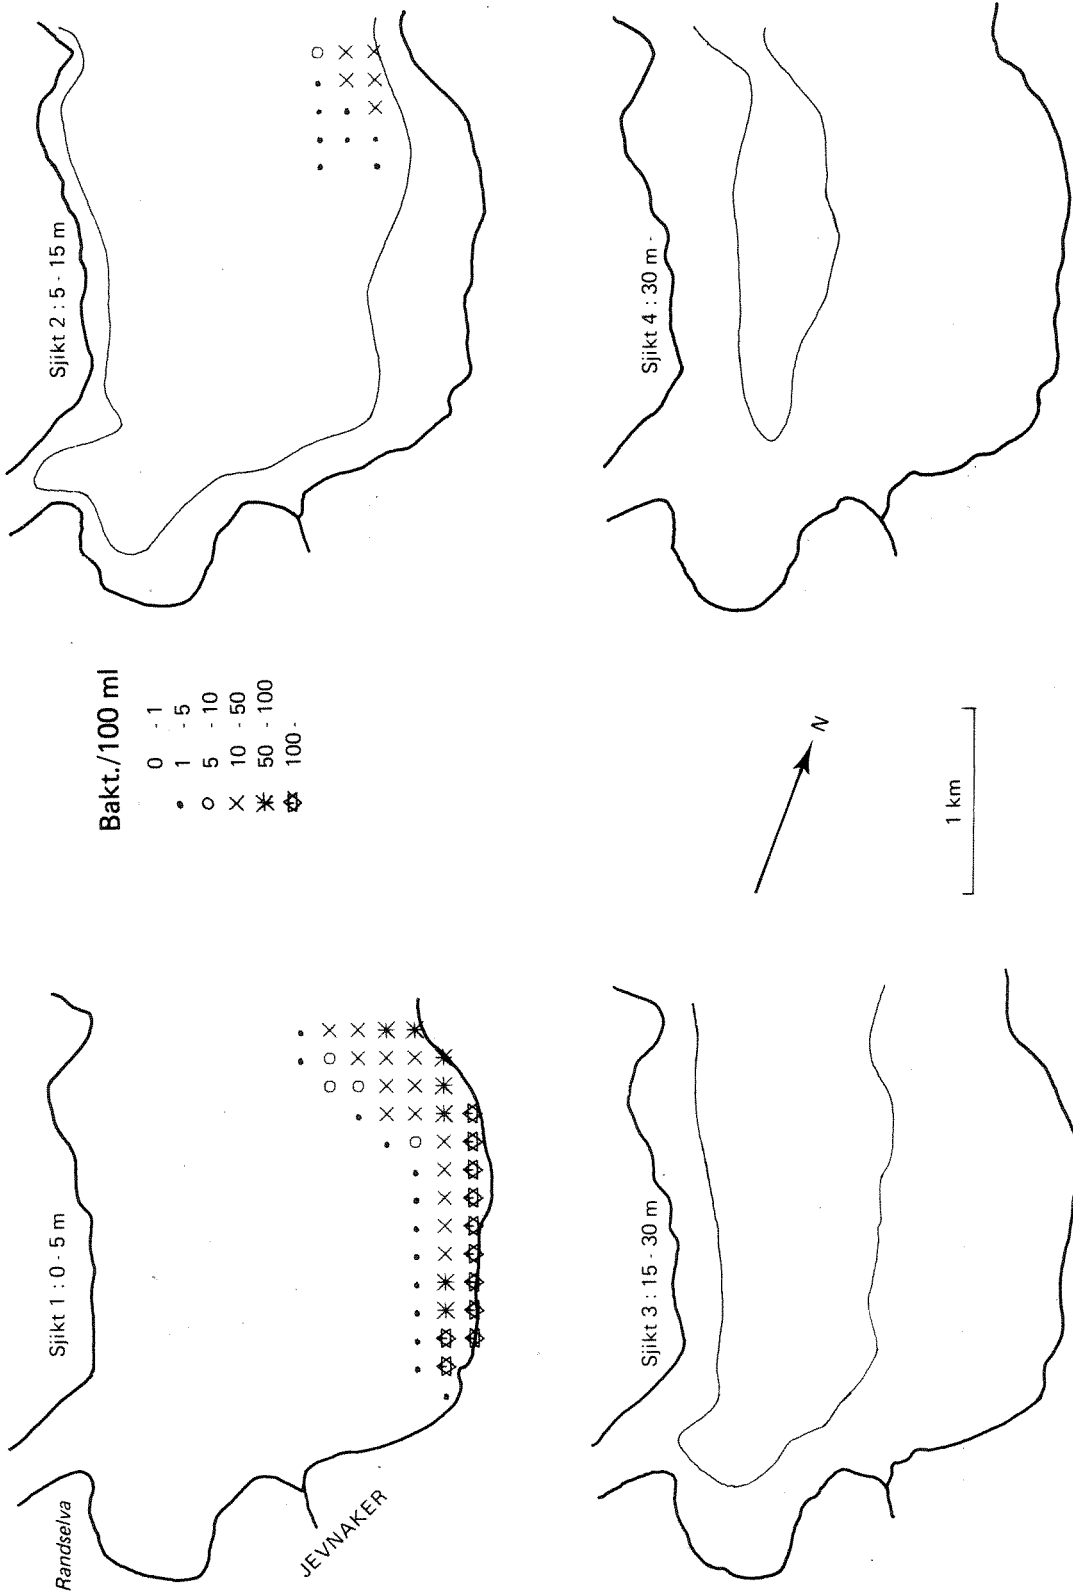 Randselva
JEVNAKER
Sjikt 1 : 0 - 5 m
Bakt./100 ml
0 - 1
1 - 5
5 - 10
10 - 50
50 - 100
100 -
Sjikt 2 : 5 - 15 m
Sjikt 3 : 15 - 30 m
N
1 km
Sjikt 4 : 30 m -